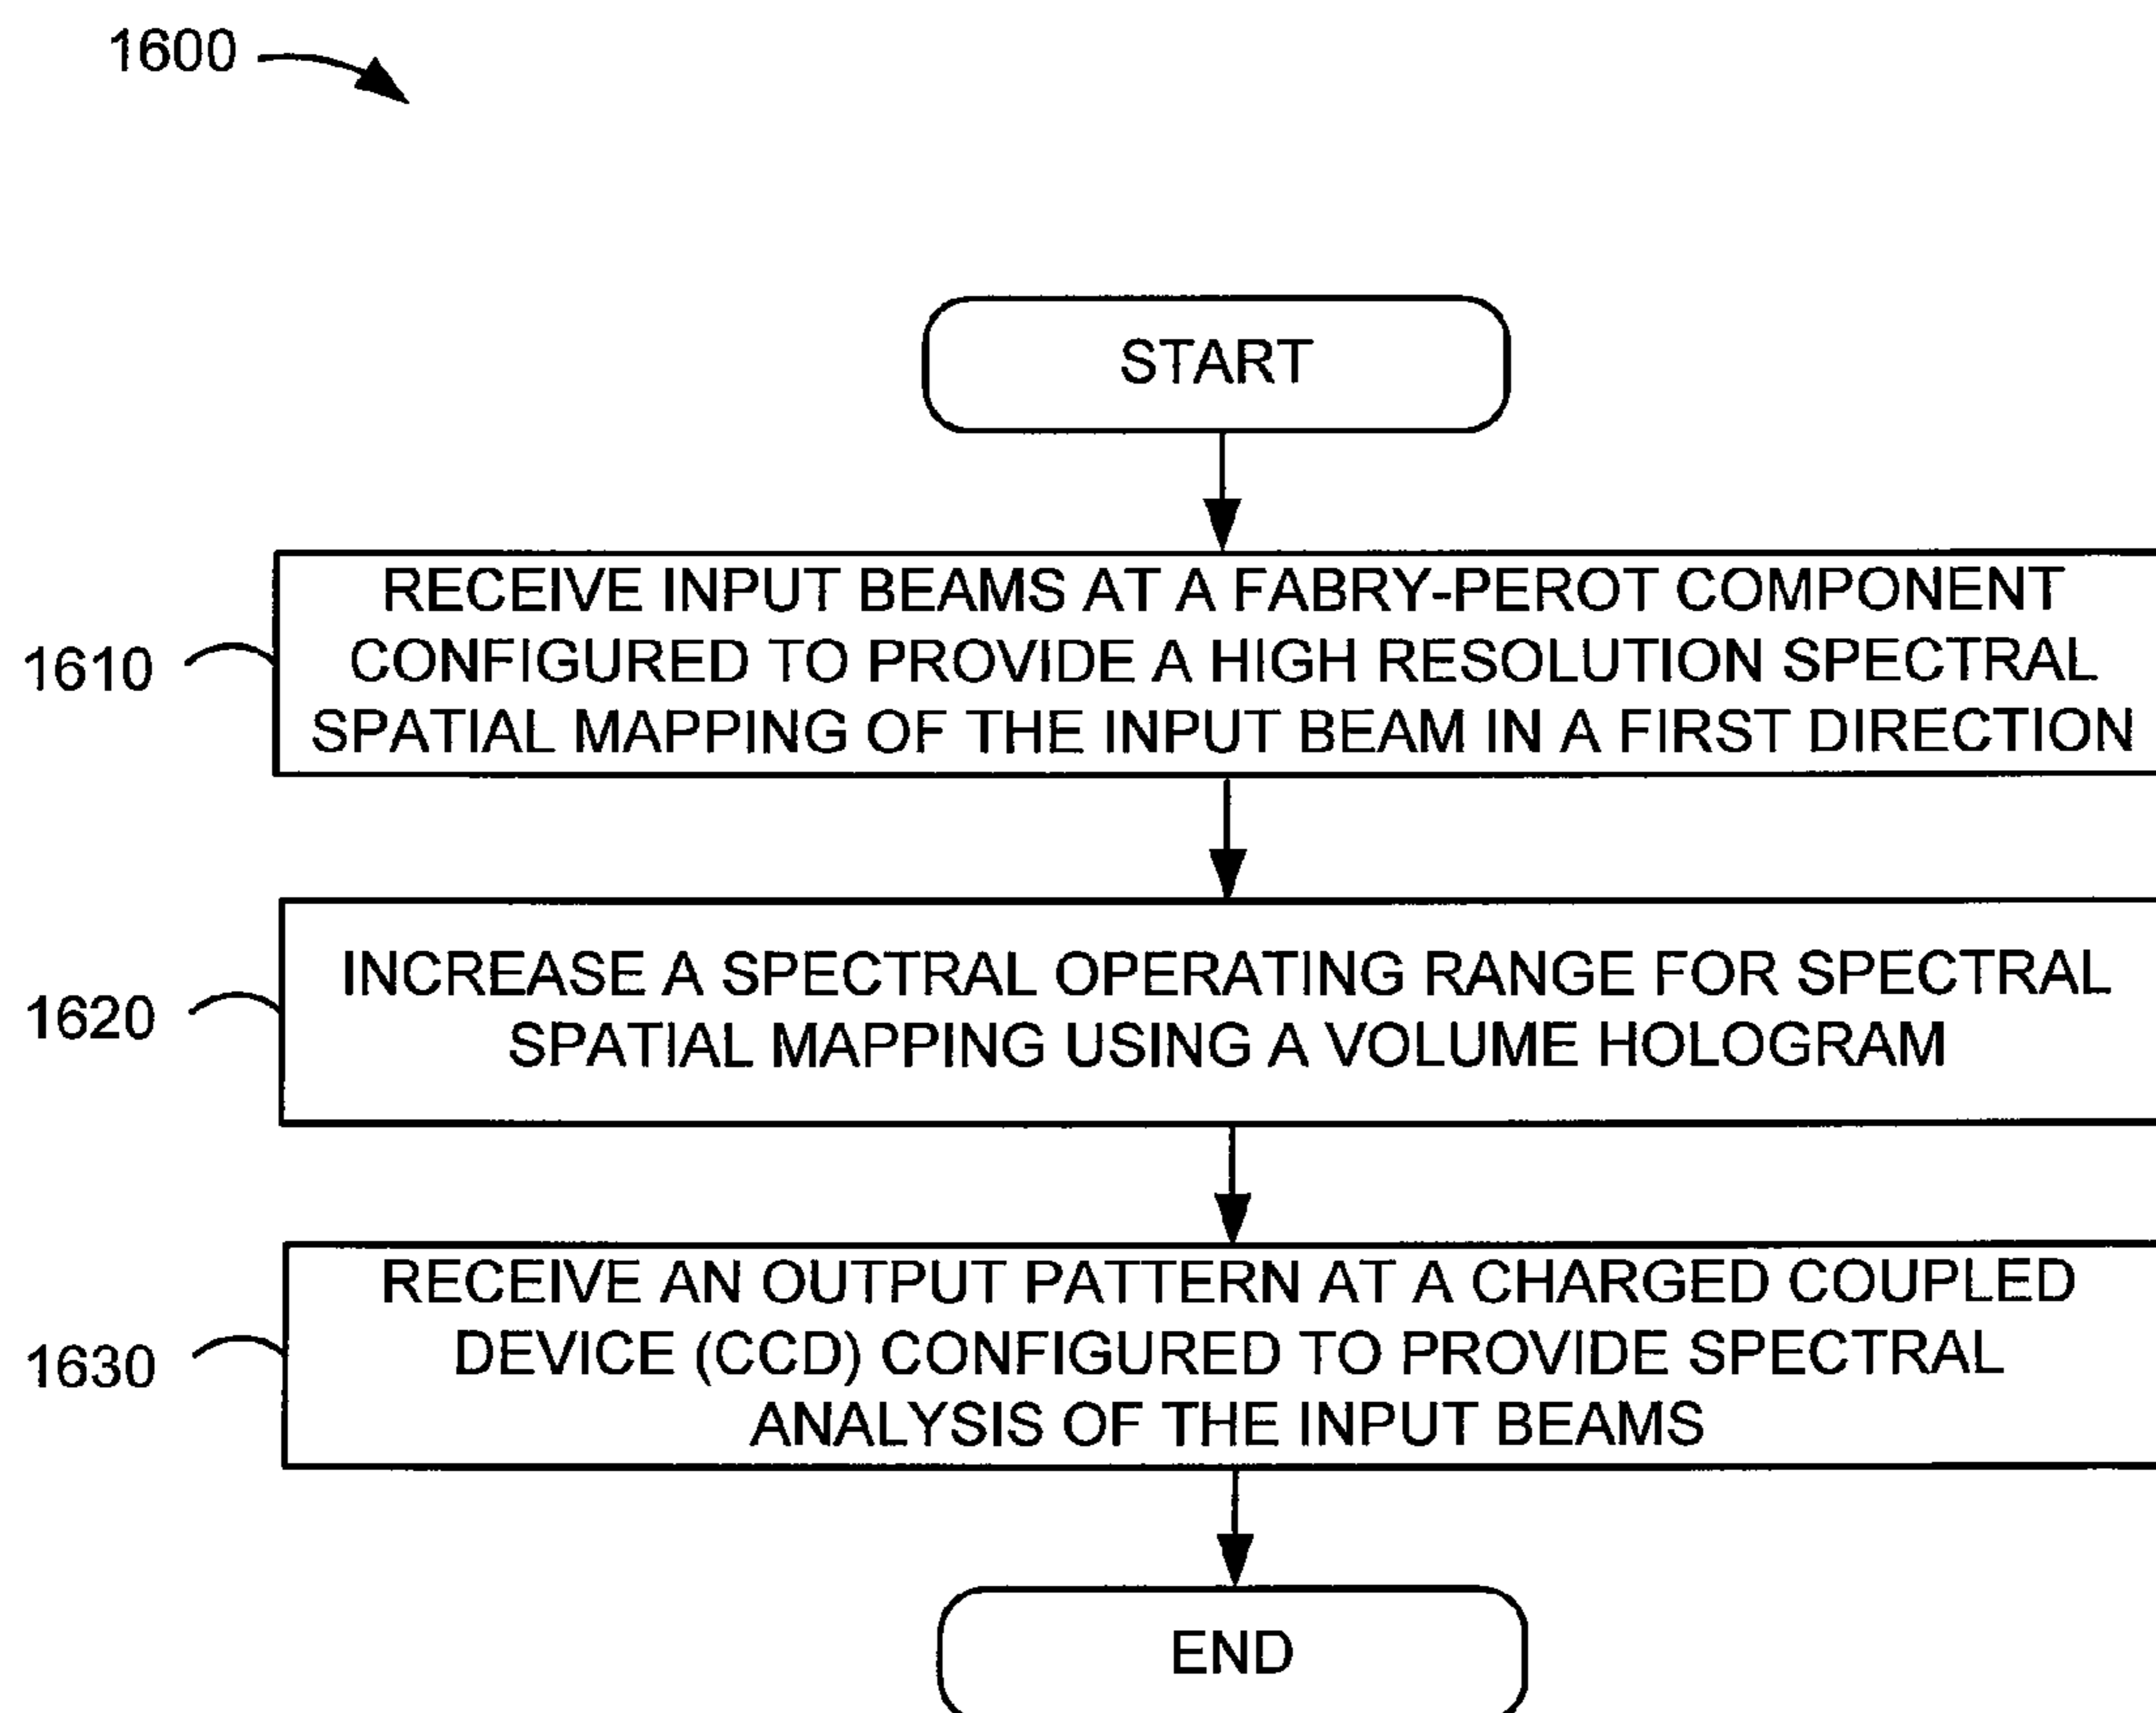 1600
START
1610
RECEIVE INPUT BEAMS AT A FABRY-PEROT COMPONENT
CONFIGURED TO PROVIDE A HIGH RESOLUTION SPECTRAL
SPATIAL MAPPING OF THE INPUT BEAM IN A FIRST DIRECTION
1620
INCREASE A SPECTRAL OPERATING RANGE FOR SPECTRAL
SPATIAL MAPPING USING A VOLUME HOLOGRAM
1630
RECEIVE AN OUTPUT PATTERN AT A CHARGED COUPLED
DEVICE (CCD) CONFIGURED TO PROVIDE SPECTRAL
ANALYSIS OF THE INPUT BEAMS
END